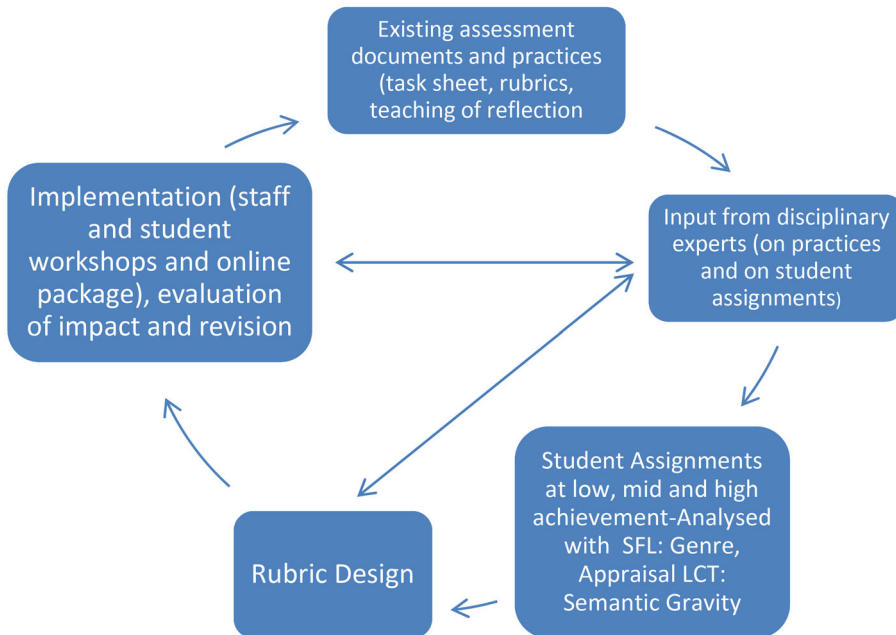 Existing assessment
documents and practices
(task sheet, rubrics,
teaching of reflection
Input from disciplinary
experts (on practices
and on student
assignments)
Student Assignments
at low, mid and high
achievement-Analysed
with SFL: Genre,
Appraisal LCT:
Semantic Gravity
Rubric Design
Implementation (staff
and student
workshops and online
package), evaluation
of impact and revision